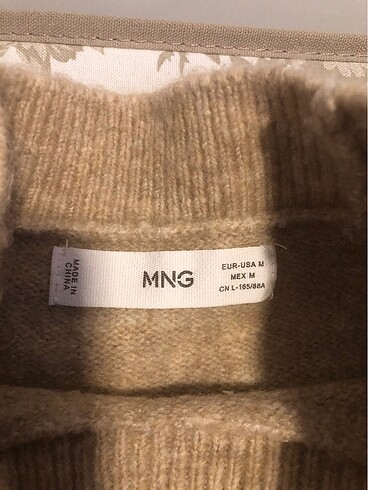 MADE IN
CHINA
MNG
EUR-USA M
MEX M
CN L-165/88A